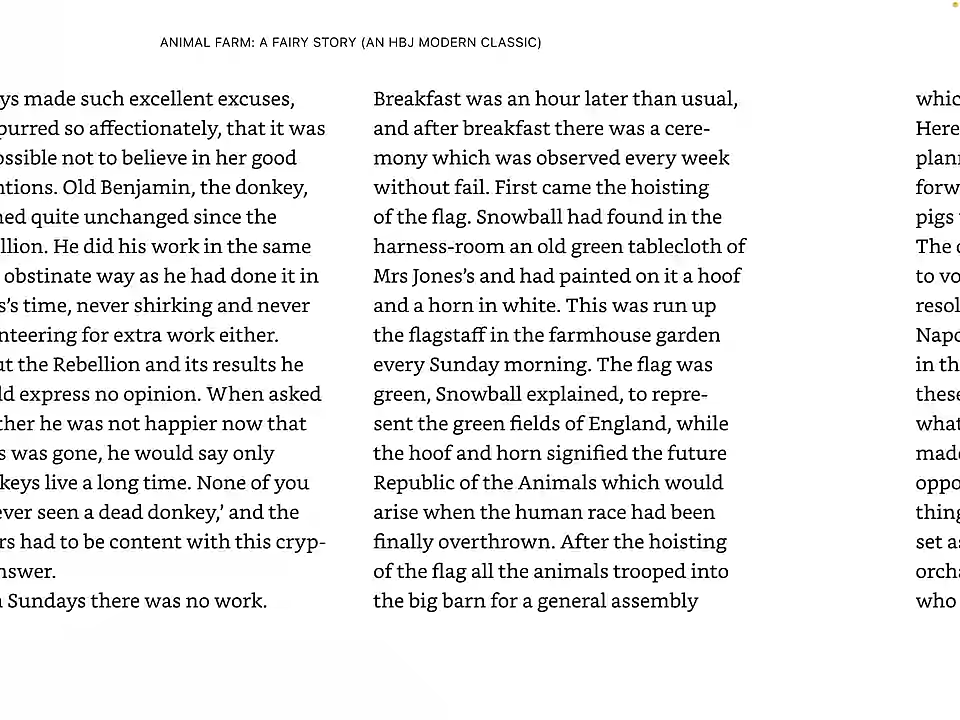 ANIMAL FARM: A FAIRY STORY (AN HBJ MODERN CLASSIC)
ys made such excellent excuses,
purred so affectionately, that it was
ossible not to believe in her good
ntions. Old Benjamin, the donkey,
ned quite unchanged since the
llion. He did his work in the same
obstinate way as he had done it in
s's time, never shirking and never
nteering for extra work either.
ut the Rebellion and its results he
ld express no opinion. When asked
ther he was not happier now that
s was gone, he would say only
keys live a long time. None of you
ever seen a dead donkey,' and the
rs had to be content with this cryp-
nswer.
n Sundays there was no work.
Breakfast was an hour later than usual,
and after breakfast there was a cere-
mony which was observed every week
without fail. First came the hoisting
of the flag. Snowball had found in the
harness-room an old green tablecloth of
Mrs Jones's and had painted on it a hoof
and a horn in white. This was run up
the flagstaff in the farmhouse garden
every Sunday morning. The flag was
green, Snowball explained, to repre-
sent the green fields of England, while
the hoof and horn signified the future
Republic of the Animals which would
arise when the human race had been
finally overthrown. After the hoisting
of the flag all the animals trooped into
the big barn for a general assembly
whic
Here
plann
forw
pigs
The
to vo
resol
Napo
in th
these
what
made
oppo
thing
set as
orcha
who